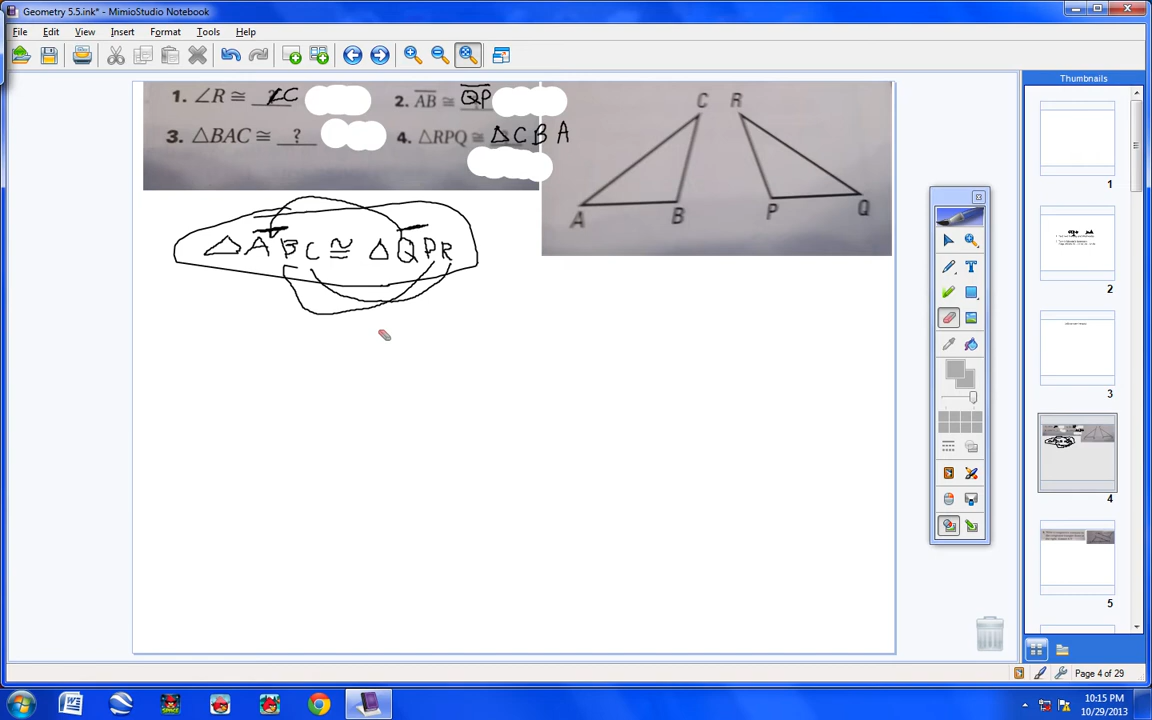 Geometry 5.5.ink* - MimioStudio Notebook
File Edit View Insert Format Tools Help
Thumbnails
1. ∠R ≅ ∠C 2. AB ≅ QP
3. △BAC ≅ ? 4. △RPQ ≅ △CBA
C R
A B P Q
△ABC ≅ △QPR
1
2
3
4
5
Page 4 of 29
10:15 PM
10/29/2013